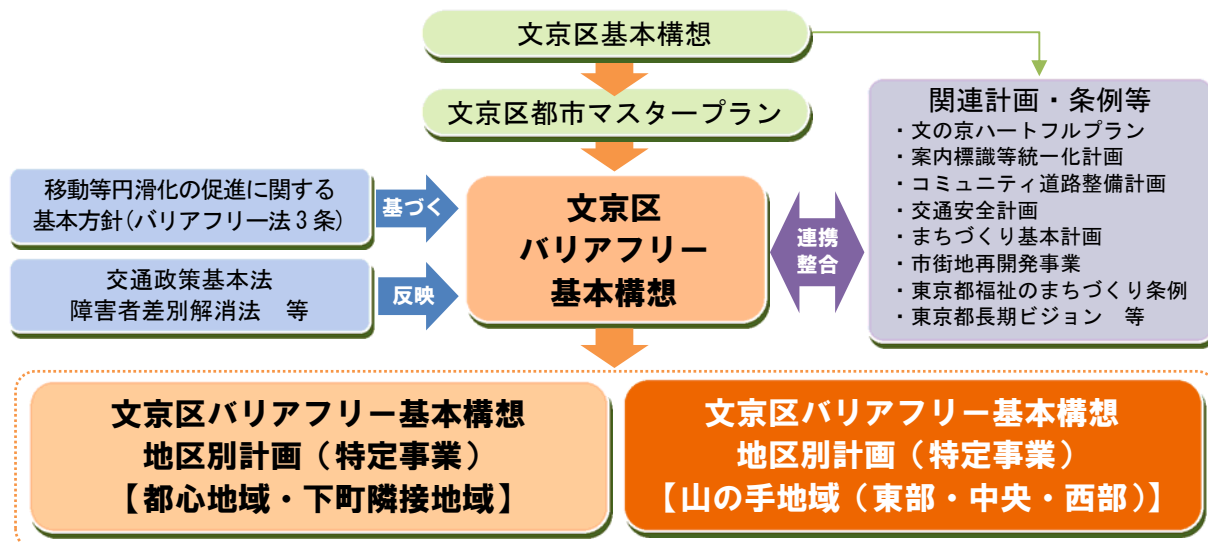 文京区基本構想
文京区都市マスタープラン
関連計画・条例等
・文の京ハートフルプラン
・案内標識等統一化計画
・コミュニティ道路整備計画
・交通安全計画
・まちづくり基本計画
・市街地再開発事業
・東京都福祉のまちづくり条例
・東京都長期ビジョン　等
移動等円滑化の促進に関する
基本方針(バリアフリー法3条)
基づく
交通政策基本法
障害者差別解消法　等
反映
文京区
バリアフリー
基本構想
連携
整合
文京区バリアフリー基本構想
地区別計画（特定事業）
【都心地域・下町隣接地域】
文京区バリアフリー基本構想
地区別計画（特定事業）
【山の手地域（東部・中央・西部）】